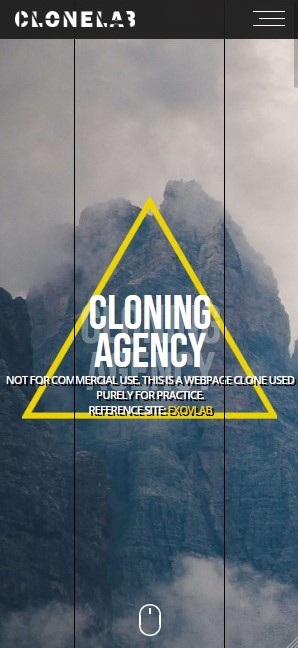 CLONELAB
CLONING
AGENCY
NOT FOR COMMERCIAL USE. THIS IS A WEBPAGE CLONE USED
PURELY FOR PRACTICE.
REFERENCE SITE: EXOVLAB